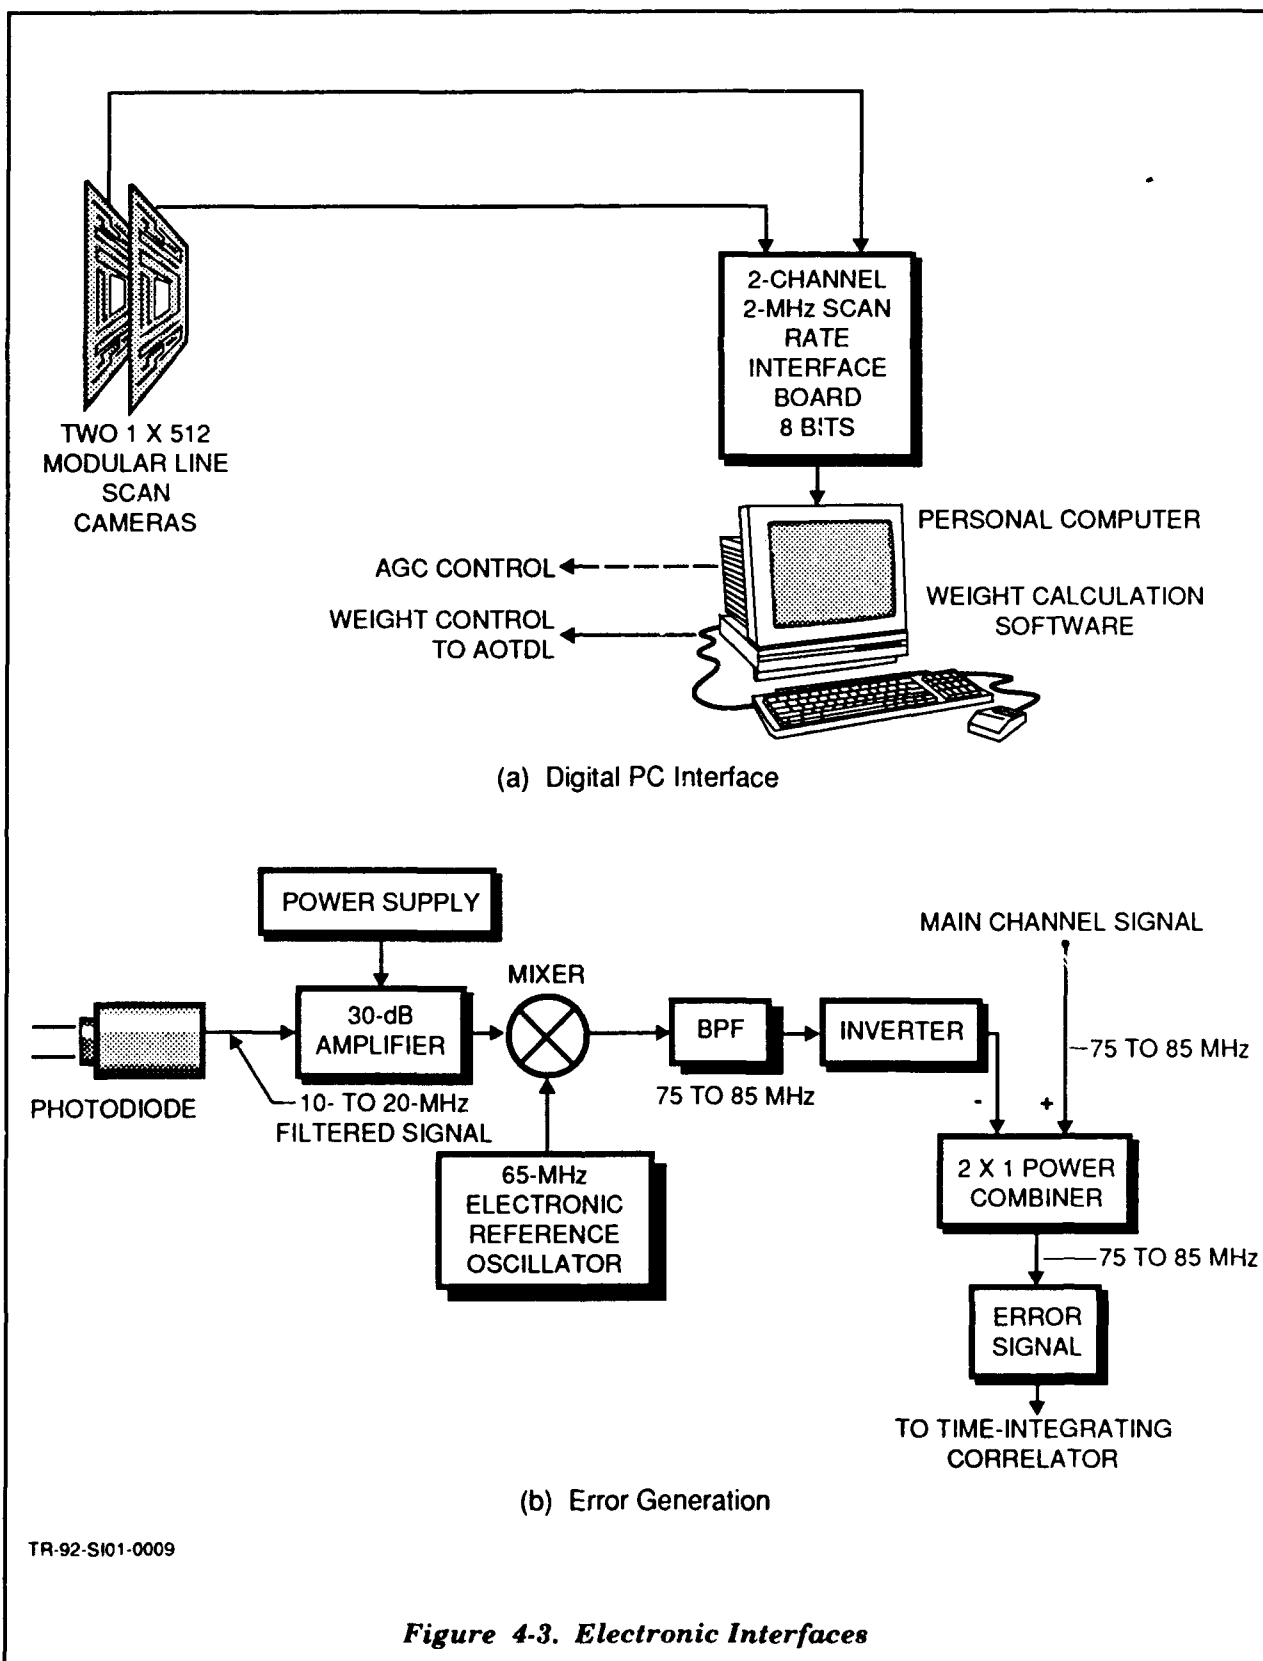 2-CHANNEL
2-MHz SCAN
RATE
INTERFACE
BOARD
8 BITS
TWO 1 X 512
MODULAR LINE
SCAN
CAMERAS
PERSONAL COMPUTER
AGC CONTROL
WEIGHT CALCULATION
SOFTWARE
WEIGHT CONTROL
TO AOTDL
(a) Digital PC Interface
POWER SUPPLY
MAIN CHANNEL SIGNAL
MIXER
30-dB
AMPLIFIER
BPF
INVERTER
75 TO 85 MHz
PHOTODIODE
10- TO 20-MHz
FILTERED SIGNAL
75 TO 85 MHz
- +
65-MHz
ELECTRONIC
REFERENCE
OSCILLATOR
2 X 1 POWER
COMBINER
75 TO 85 MHz
ERROR
SIGNAL
TO TIME-INTEGRATING
CORRELATOR
(b) Error Generation
TR-92-SI01-0009
Figure 4-3. Electronic Interfaces